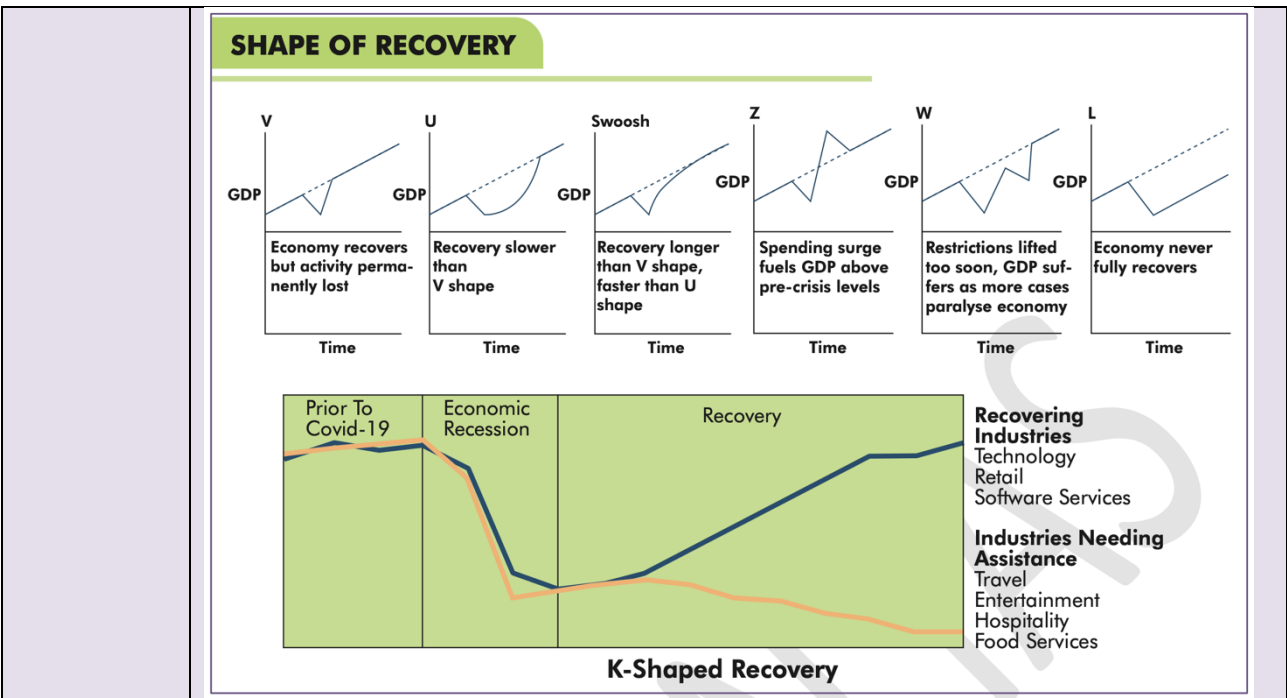 SHAPE OF RECOVERY
V
GDP
Economy recovers
but activity perma-
nently lost
Time
U
GDP
Recovery slower
than
V shape
Time
Swoosh
GDP
Recovery longer
than V shape,
faster than U
shape
Time
Z
GDP
Spending surge
fuels GDP above
pre-crisis levels
Time
W
GDP
Restrictions lifted
too soon, GDP suf-
fers as more cases
paralyse economy
Time
L
GDP
Economy never
fully recovers
Time
Prior To
Covid-19
Economic
Recession
Recovery
Recovering
Industries
Technology
Retail
Software Services
Industries Needing
Assistance
Travel
Entertainment
Hospitality
Food Services
K-Shaped Recovery